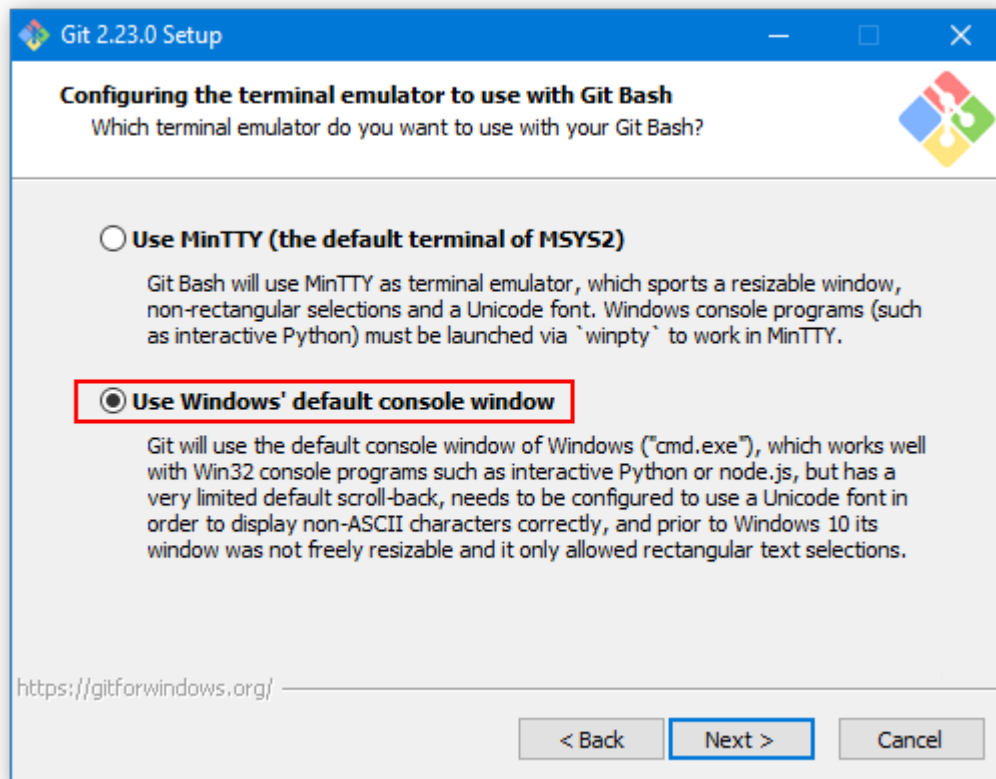 Git 2.23.0 Setup
Configuring the terminal emulator to use with Git Bash
Which terminal emulator do you want to use with your Git Bash?
Use MinTTY (the default terminal of MSYS2)
Git Bash will use MinTTY as terminal emulator, which sports a resizable window,
non-rectangular selections and a Unicode font. Windows console programs (such
as interactive Python) must be launched via `winpty` to work in MinTTY.
Use Windows' default console window
Git will use the default console window of Windows ("cmd.exe"), which works well
with Win32 console programs such as interactive Python or node.js, but has a
very limited default scroll-back, needs to be configured to use a Unicode font in
order to display non-ASCII characters correctly, and prior to Windows 10 its
window was not freely resizable and it only allowed rectangular text selections.
https://gitforwindows.org/
< Back Next > Cancel